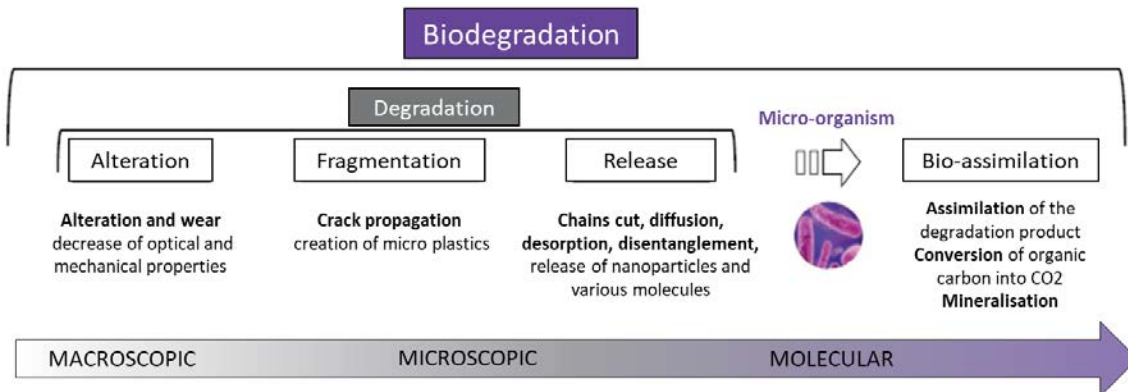 Biodegradation
Degradation
Micro-organism
Alteration
Fragmentation
Release
Bio-assimilation
Alteration and wear
decrease of optical and
mechanical properties
Crack propagation
creation of micro plastics
Chains cut, diffusion,
desorption, disentanglement,
release of nanoparticles and
various molecules
Assimilation of the
degradation product
Conversion of organic
carbon into CO2
Mineralisation
MACROSCOPIC
MICROSCOPIC
MOLECULAR